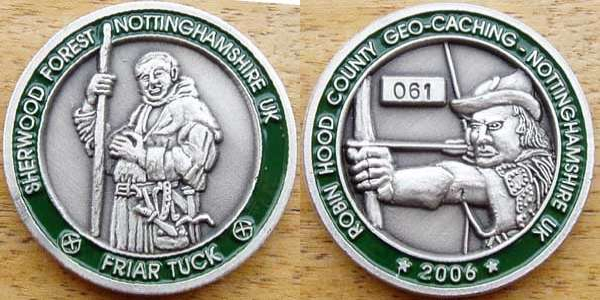 SHERWOOD FOREST NOTTINGHAMSHIRE UK
FRIAR TUCK
ROBIN HOOD COUNTY GEO-CACHING - NOTTINGHAMSHIRE UK
061
* 2006 *